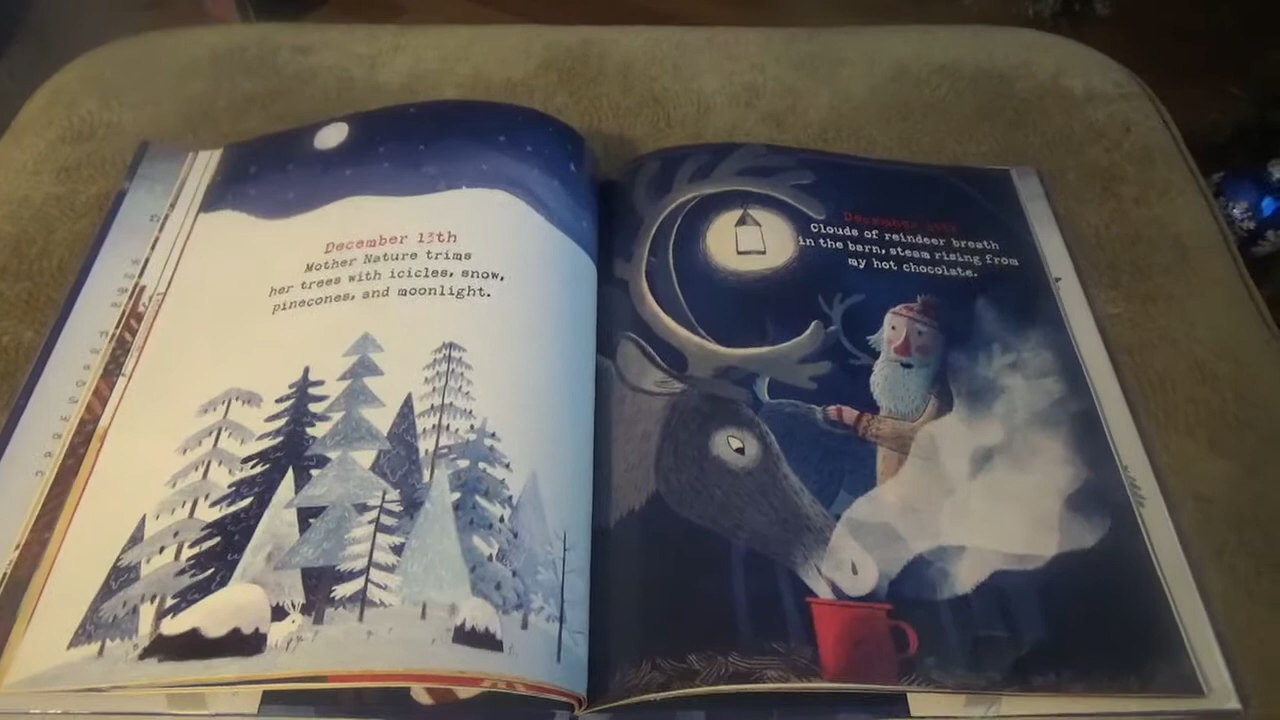 December 13th
Mother Nature trims
her trees with icicles, snow,
pinecones, and moonlight.
December
Clouds of reindeer breath
in the barn, steam rising from
my hot chocolate.